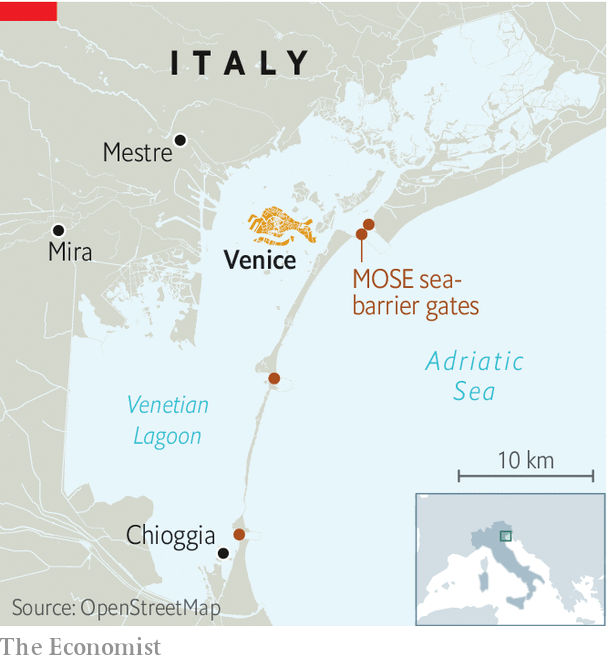 ITALY
Mestre
Mira
Venice
MOSE sea-
barrier gates
Adriatic
Sea
Venetian
Lagoon
10 km
Chioggia
Source: OpenStreetMap
The Economist